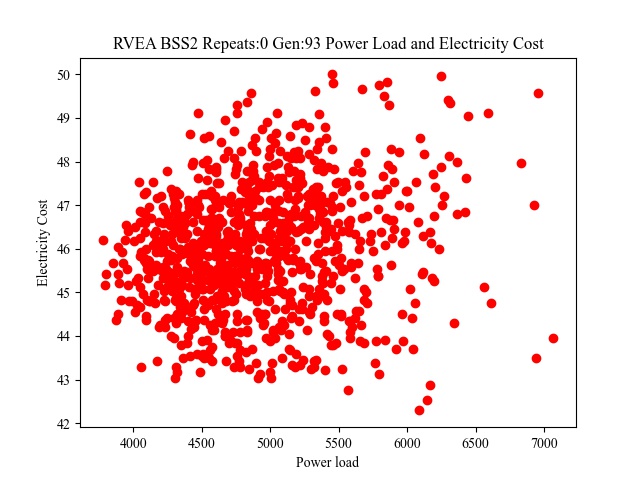 RVEA BSS2 Repeats:0 Gen:93 Power Load and Electricity Cost
50
49
48
47
46
45
44
43
42
Electricity Cost
4000 4500 5000 5500 6000 6500 7000
Power load